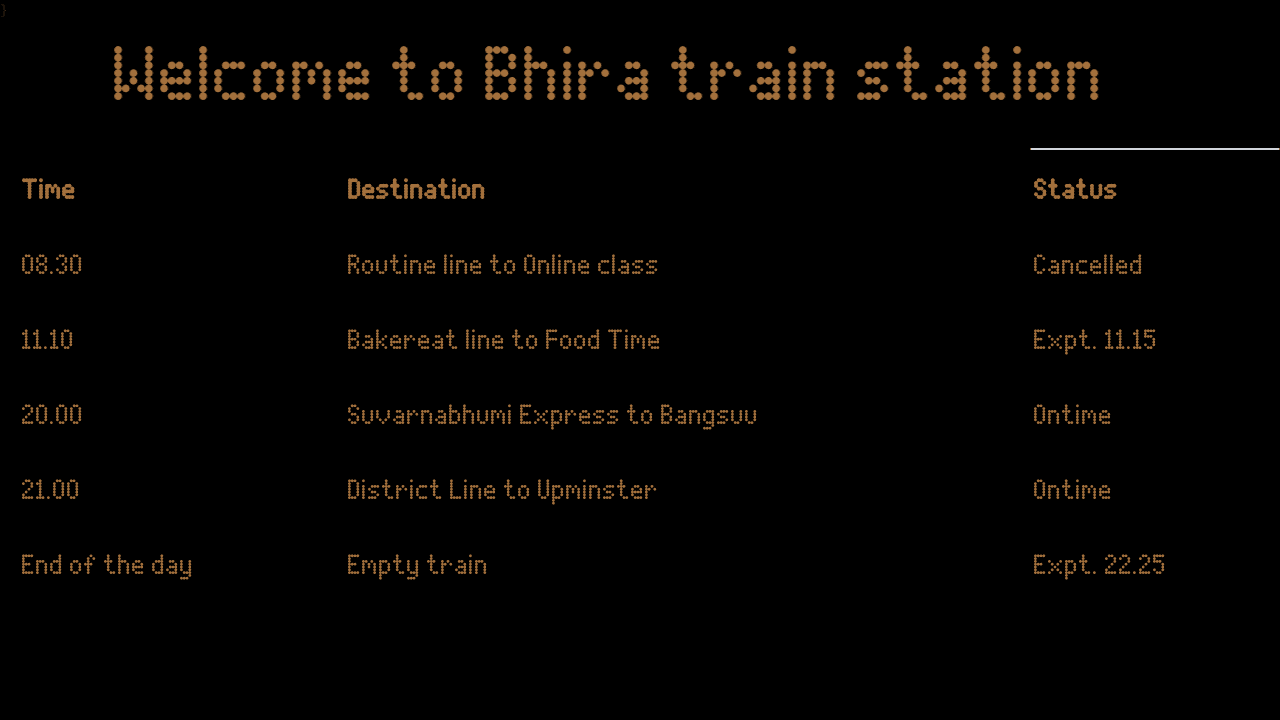 }
Welcome to Bhira train station
Time Destination Status
08.30 Routine line to Online class Cancelled
11.10 Bakereat line to Food Time Expt. 11.15
20.00 Suvarnabhumi Express to Bangsuu Ontime
21.00 District Line to Upminster Ontime
End of the day Empty train Expt. 22.25